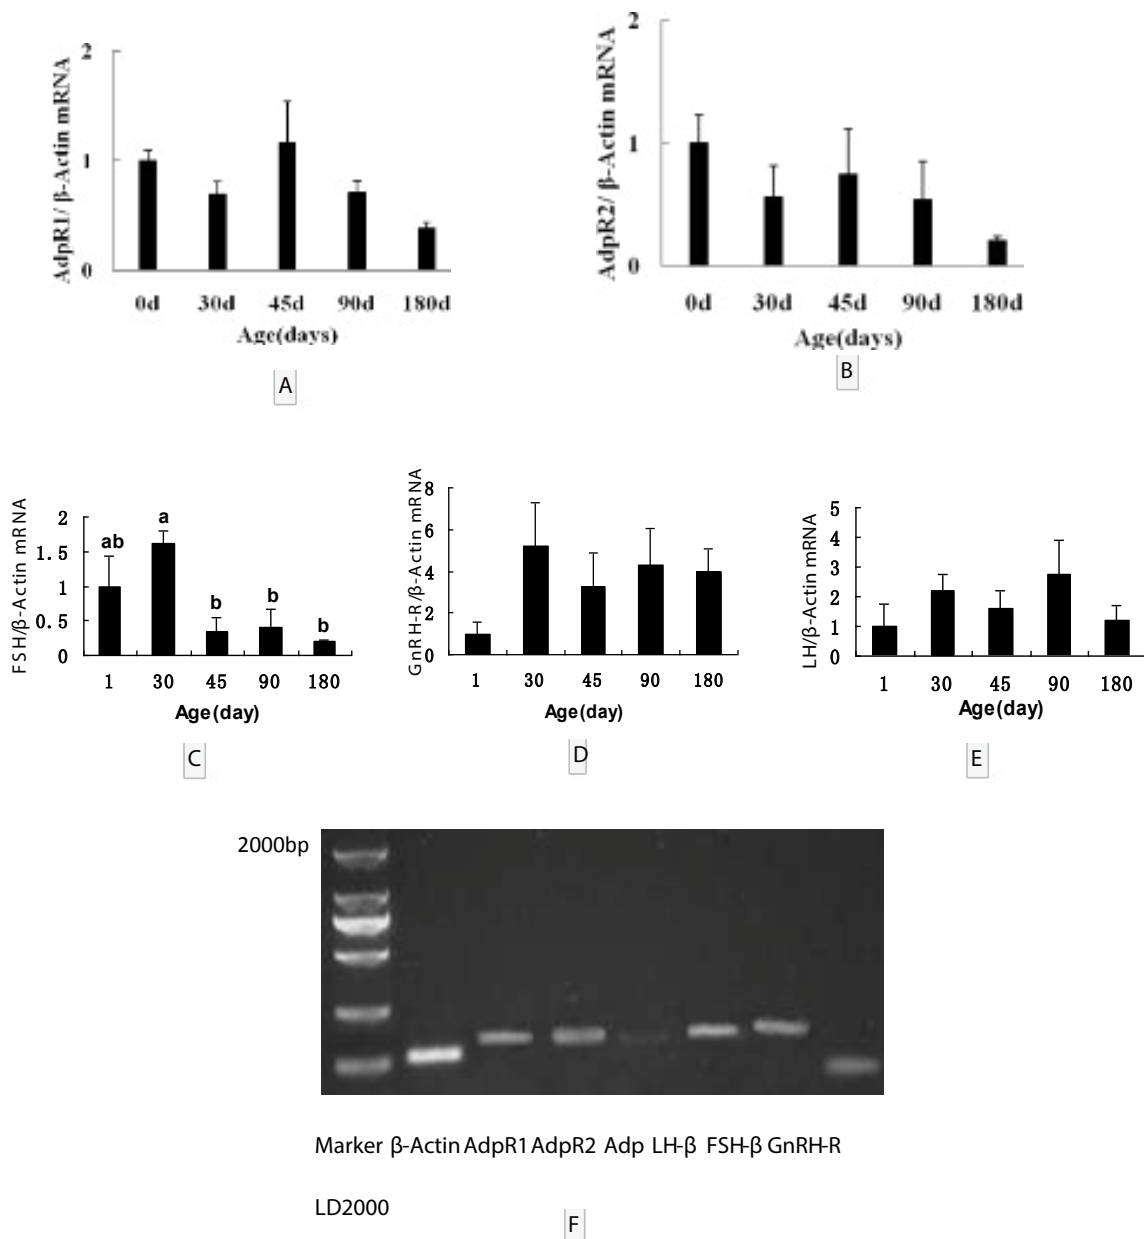 AdpR1/ β-Actin mRNA
2
1
0
0d 30d 45d 90d 180d
Age(days)
A
AdpR2/ β-Actin mRNA
2
1
0
0d 30d 45d 90d 180d
Age(days)
B
FSH/β-Actin mRNA
2
1.5
1
0.5
0
ab a b b b
1 30 45 90 180
Age(day)
C
GnRH-R/β-Actin mRNA
8
6
4
2
0
1 30 45 90 180
Age(day)
D
LH/β-Actin mRNA
5
4
3
2
1
0
1 30 45 90 180
Age(day)
E
2000bp
Marker β-Actin AdpR1 AdpR2 Adp LH-β FSH-β GnRH-R
LD2000
F